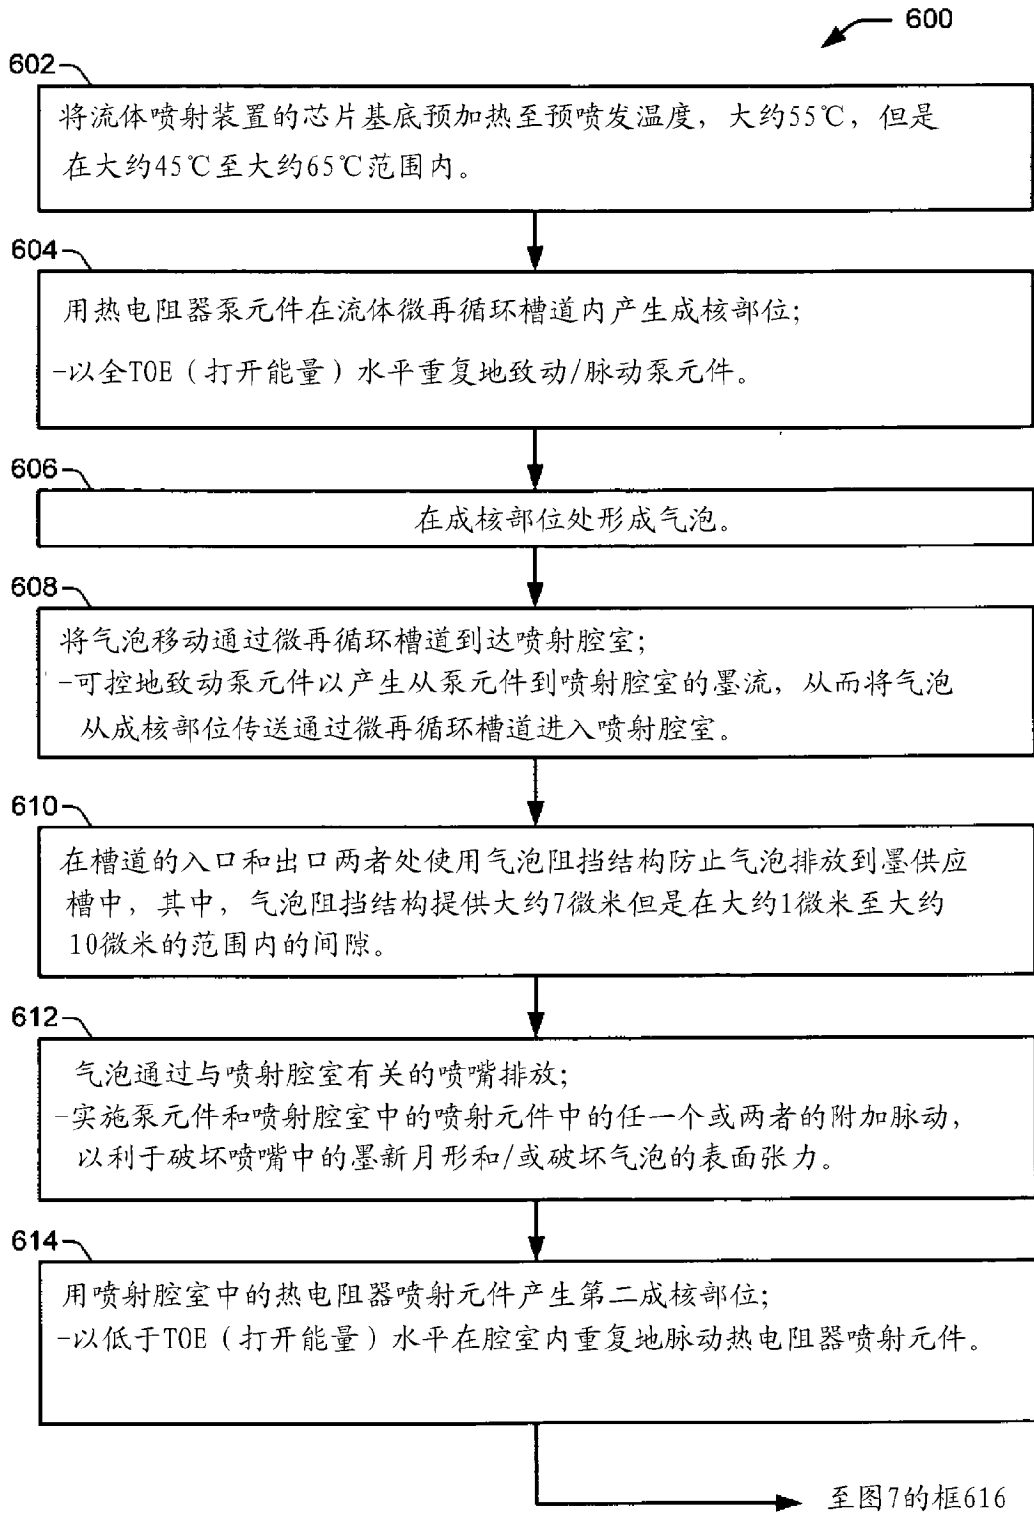 600
602
将流体喷射装置的芯片基底预加热至预喷发温度，大约55℃，但是
在大约45℃至大约65℃范围内。
604
用热电阻器泵元件在流体微再循环槽道内产生成核部位；
-以全TOE（打开能量）水平重复地致动/脉动泵元件。
606
在成核部位处形成气泡。
608
将气泡移动通过微再循环槽道到达喷射腔室；
-可控地致动泵元件以产生从泵元件到喷射腔室的墨流，从而将气泡
从成核部位传送通过微再循环槽道进入喷射腔室。
610
在槽道的入口和出口两者处使用气泡阻挡结构防止气泡排放到墨供应
槽中，其中，气泡阻挡结构提供大约7微米但是在大约1微米至大约
10微米的范围内的间隙。
612
气泡通过与喷射腔室有关的喷嘴排放；
-实施泵元件和喷射腔室中的喷射元件中的任一个或两者的附加脉动，
以利于破坏喷嘴中的墨新月形和/或破坏气泡的表面张力。
614
用喷射腔室中的热电阻器喷射元件产生第二成核部位；
-以低于TOE（打开能量）水平在腔室内重复地脉动热电阻器喷射元件。
至图7的框616